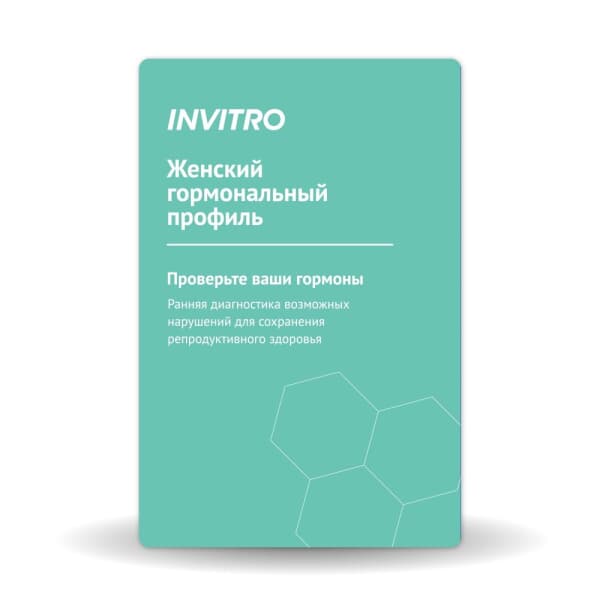 INVITRO
Женский
гормональный
профиль
Проверьте ваши гормоны
Ранняя диагностика возможных
нарушений для сохранения
репродуктивного здоровья